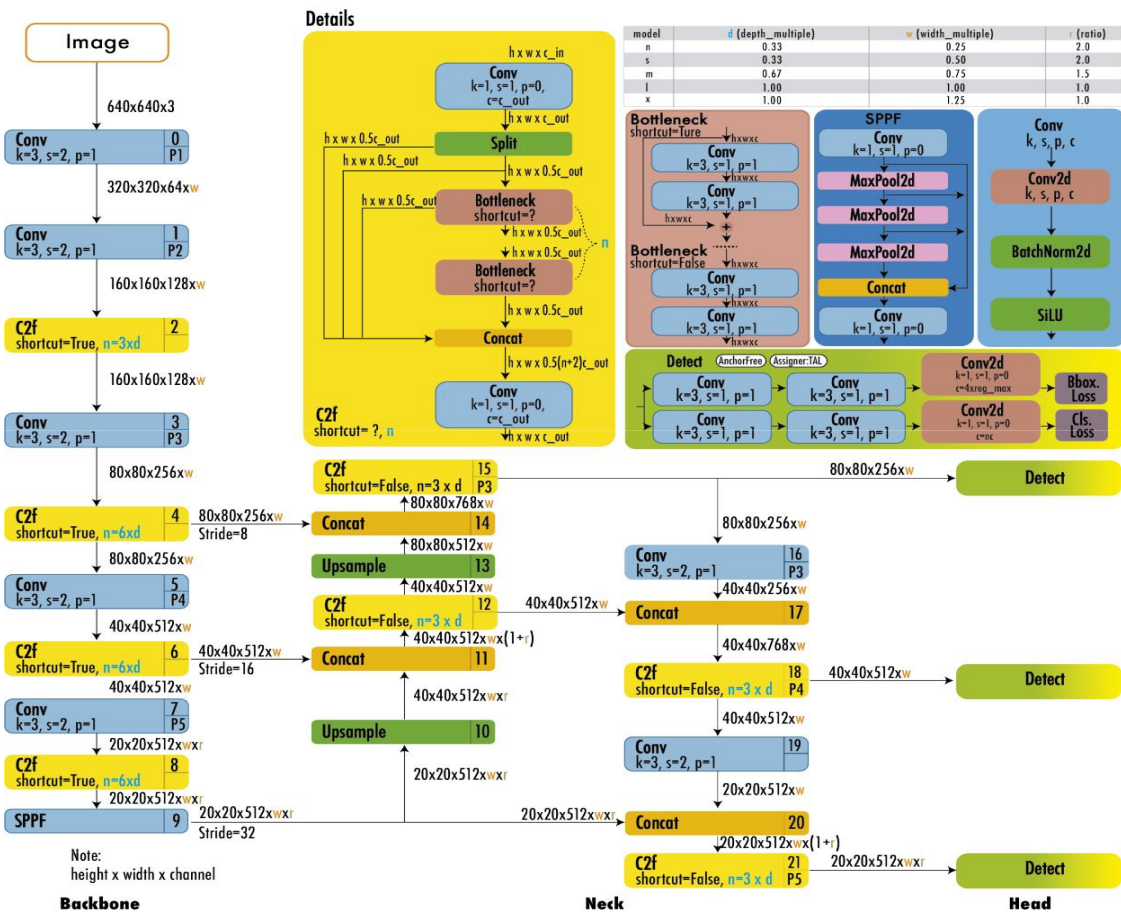 Image
640x640x3
Conv
k=3, s=2, p=1
0
P1
320x320x64xw
Conv
k=3, s=2, p=1
1
P2
160x160x128xw
C2f
shortcut=True, n=3xd
2
160x160x128xw
Conv
k=3, s=2, p=1
3
P3
80x80x256xw
C2f
shortcut=True, n=6xd
4
80x80x256xw
Stride=8
80x80x256xw
Conv
k=3, s=2, p=1
5
P4
40x40x512xw
C2f
shortcut=True, n=6xd
6
40x40x512xw
Stride=16
40x40x512xw
Conv
k=3, s=2, p=1
7
P5
20x20x512xwxr
C2f
shortcut=True, n=6xd
8
20x20x512xwxr
SPPF
9
20x20x512xwxr
Stride=32
Note:
height x width x channel
Backbone
Details
h x w x c_in
Conv
k=1, s=1, p=0,
c=c_out
h x w x c_out
Split
h x w x 0.5c_out
h x w x 0.5c_out
h x w x 0.5c_out
h x w x 0.5c_out
Bottleneck
shortcut=?
h x w x 0.5c_out
n
h x w x 0.5c_out
Bottleneck
shortcut=?
h x w x 0.5c_out
Concat
h x w x 0.5(n+2)c_out
Conv
k=1, s=1, p=0,
c=c_out
h x w x c_out
C2f
shortcut= ?, n
model d (depth_multiple) w (width_multiple) r (ratio)
n 0.33 0.25 2.0
s 0.33 0.50 2.0
m 0.67 0.75 1.5
l 1.00 1.00 1.0
x 1.00 1.25 1.0
Bottleneck
shortcut=Ture
hxwxc
Conv
k=3, s=1, p=1
hxwxc
Conv
k=3, s=1, p=1
hxwxc
+
hxwxc
Bottleneck
shortcut=False
hxwxc
Conv
k=3, s=1, p=1
hxwxc
Conv
k=3, s=1, p=1
hxwxc
SPPF
Conv
k=1, s=1, p=0
MaxPool2d
MaxPool2d
MaxPool2d
Concat
Conv
k=1, s=1, p=0
Conv
k, s, p, c
Conv2d
k, s, p, c
BatchNorm2d
SiLU
Detect
AnchorFree
Assigner:TAL
Conv
k=3, s=1, p=1
Conv
k=3, s=1, p=1
Conv2d
k=1, s=1, p=0
c=4xreg_max
Bbox.
Loss
Conv
k=3, s=1, p=1
Conv
k=3, s=1, p=1
Conv2d
k=1, s=1, p=0
c=nc
Cls.
Loss
C2f
shortcut=False, n=3 x d
15
P3
80x80x256xw
Detect
80x80x768xw
Concat
14
80x80x512xw
Upsample
13
40x40x512xw
C2f
shortcut=False, n=3 x d
12
40x40x512xw
40x40x512xwx(1+r)
Concat
11
40x40x512xwxr
Upsample
10
20x20x512xwxr
80x80x256xw
Conv
k=3, s=2, p=1
16
P3
40x40x256xw
Concat
17
40x40x768xw
C2f
shortcut=False, n=3 x d
18
P4
40x40x512xw
Detect
40x40x512xw
Conv
k=3, s=2, p=1
19
20x20x512xw
20x20x512xwxr
Concat
20
20x20x512xwx(1+r)
C2f
shortcut=False, n=3 x d
21
P5
20x20x512xwxr
Detect
Neck
Head